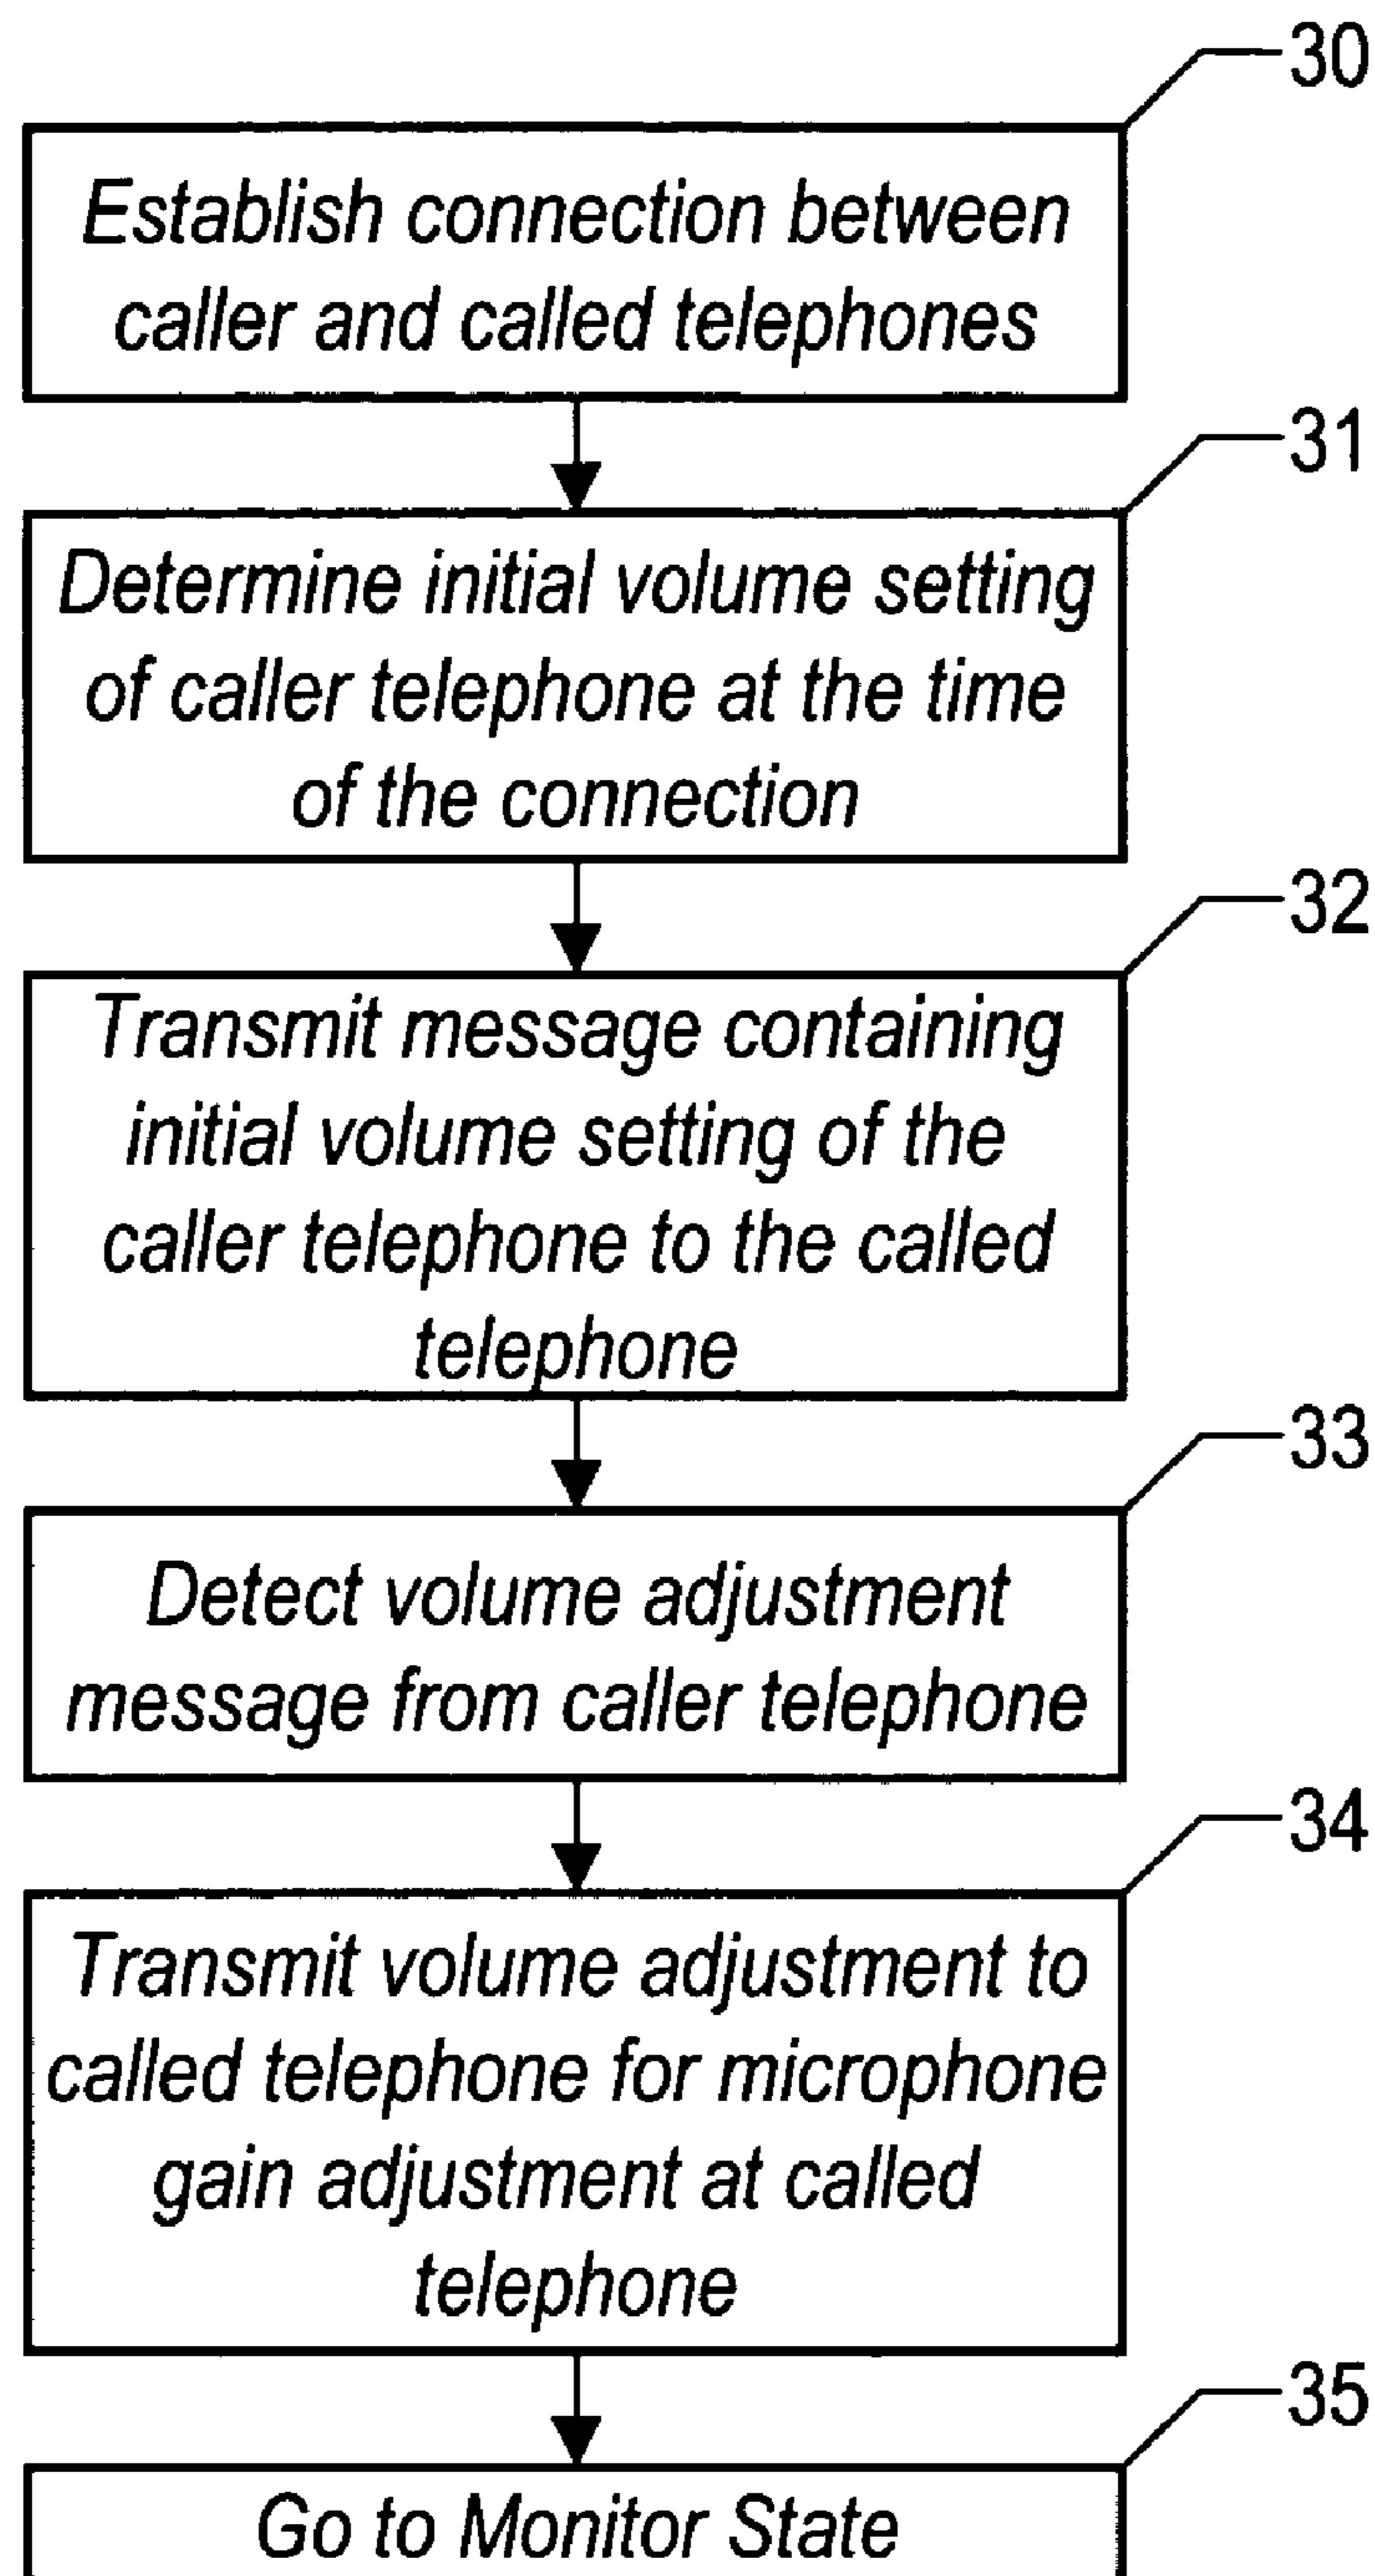 30
Establish connection between
caller and called telephones
31
Determine initial volume setting
of caller telephone at the time
of the connection
32
Transmit message containing
initial volume setting of the
caller telephone to the called
telephone
33
Detect volume adjustment
message from caller telephone
34
Transmit volume adjustment to
called telephone for microphone
gain adjustment at called
telephone
35
Go to Monitor State